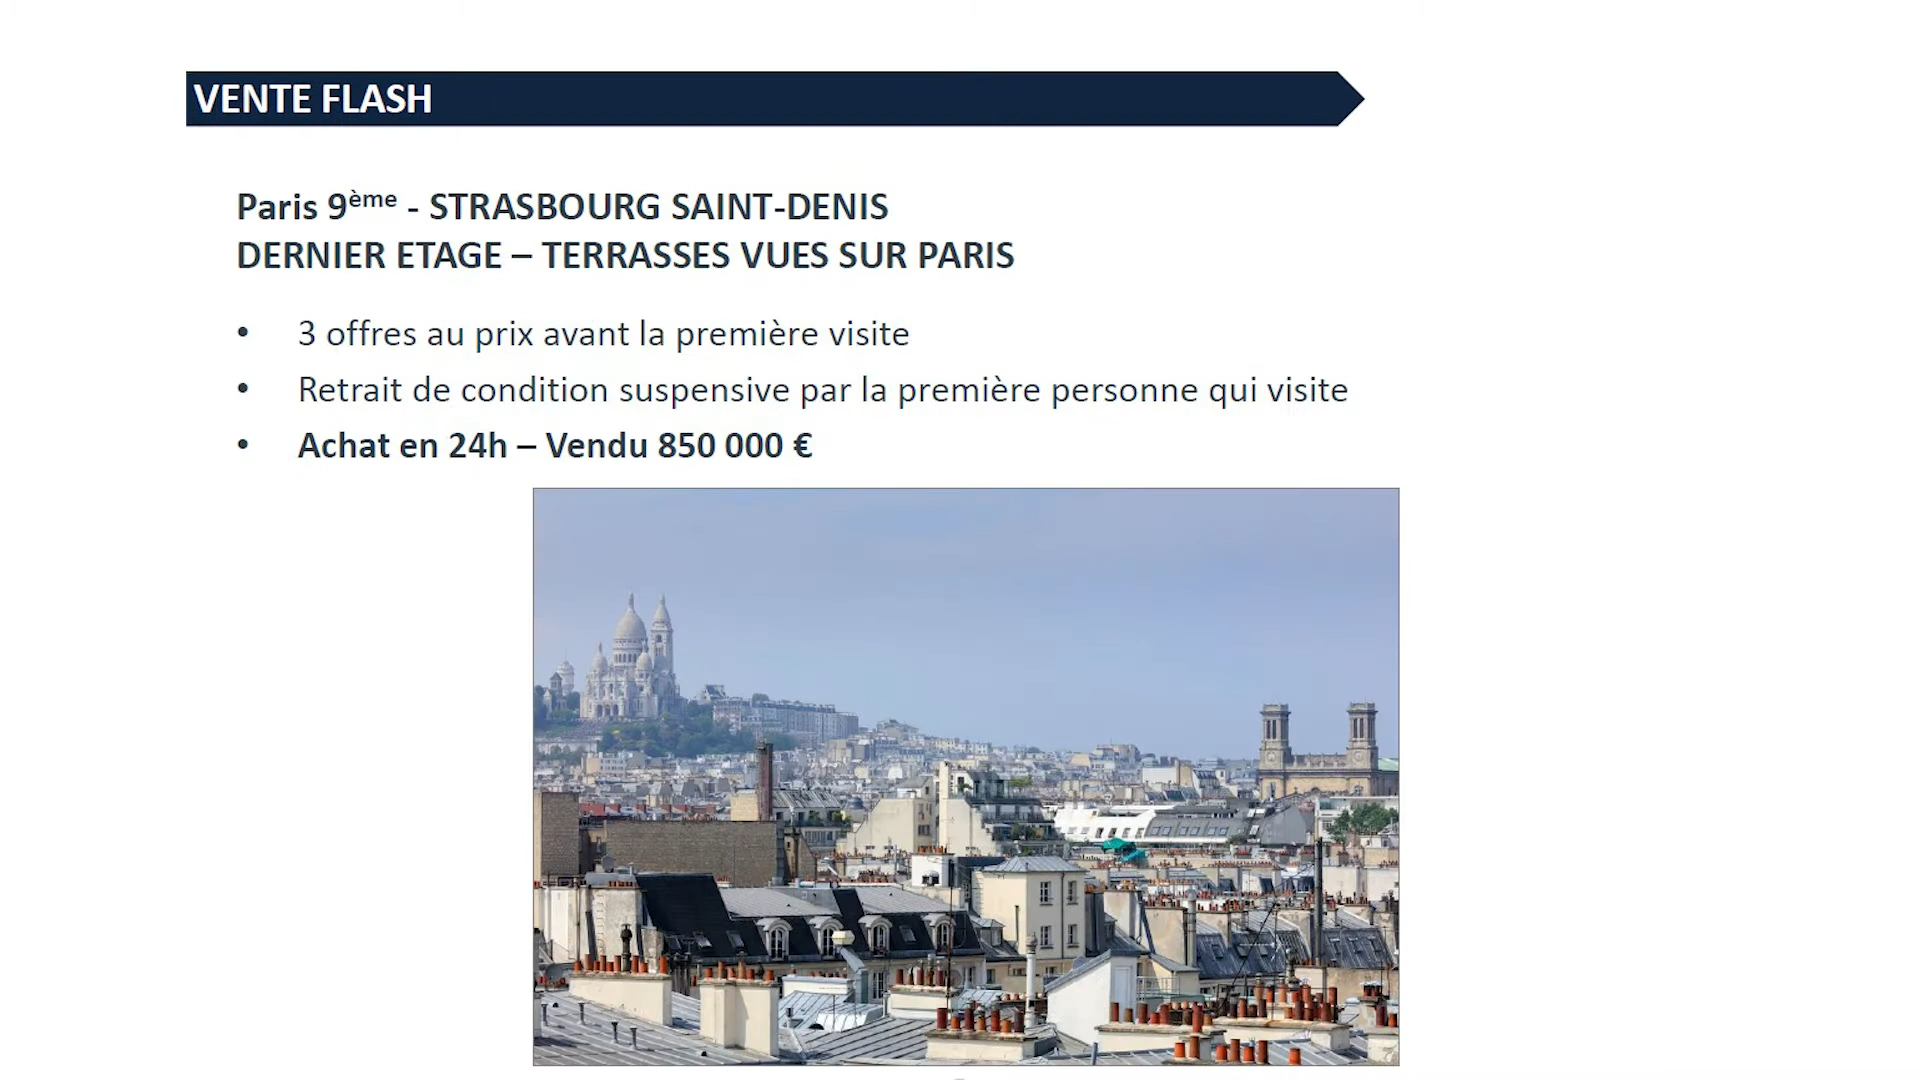 VENTE FLASH
Paris 9ème - STRASBOURG SAINT-DENIS
DERNIER ETAGE – TERRASSES VUES SUR PARIS
• 3 offres au prix avant la première visite
• Retrait de condition suspensive par la première personne qui visite
• Achat en 24h – Vendu 850 000 €